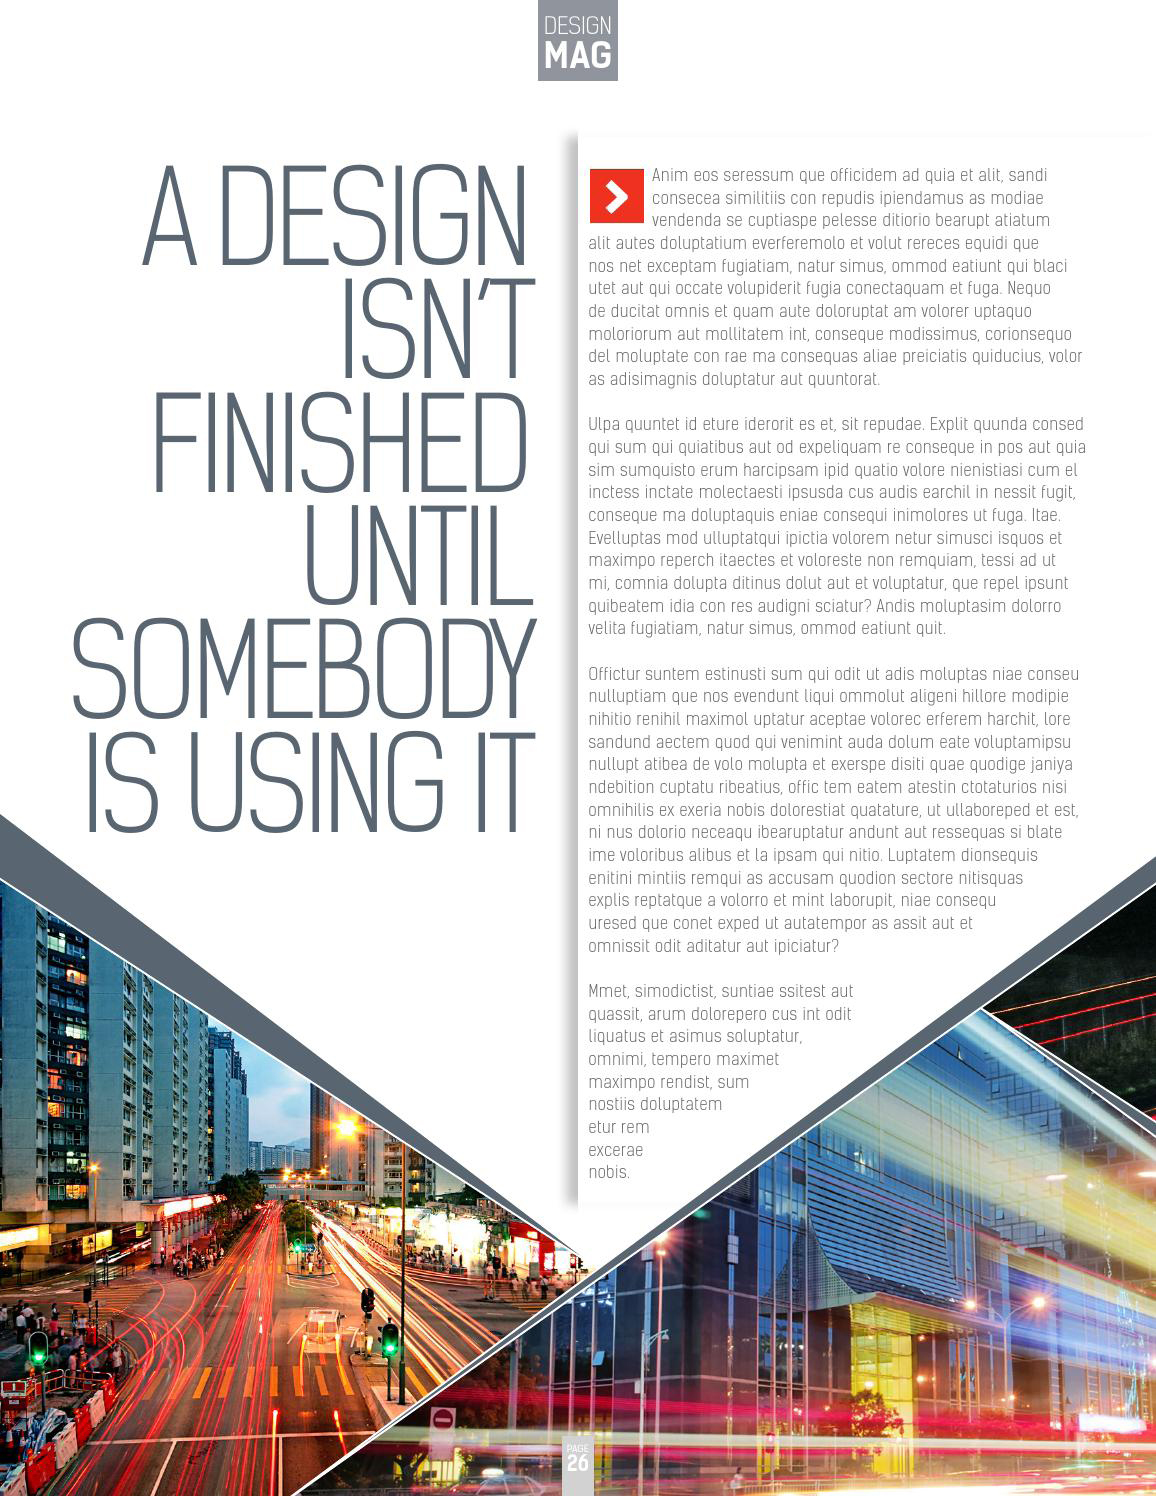 DESIGN
MAG
A DESIGN
ISN'T
FINISHED
UNTIL
SOMEBODY
IS USING IT
Anim eos seressum que officidem ad quia et alit, sandi
consecea similitiis con repudis ipiendamus as modiae
vendenda se cuptiaspe pelesse ditiorio bearupt atiatum
alit autes doluptatium everferemolo et volut rereces equidi que
nos net exceptam fugiatiam, natur simus, ommod eatiunt qui blaci
utet aut qui occate volupiderit fugia conectaquam et fuga. Nequo
de ducitat omnis et quam aute doloruptat am volorer uptaquo
moloriorum aut mollitatem int, conseque modissimus, corionsequo
del moluptate con rae ma consequas aliae preiciatis quiducius, volor
as adisimagnis doluptatur aut quuntorat.
Ulpa quuntet id eture iderorit es et, sit repudae. Explit quunda consed
qui sum qui quiatibus aut od expeliquam re conseque in pos aut quia
sim sumquisto erum harcipsam ipid quatio volore nienistiasi cum el
inctess inctate molectaesti ipsusda cus audis earchil in nessit fugit,
conseque ma doluptaquis eniae consequi inimolores ut fuga. Itae.
Evelluptas mod ulluptatqui ipictia volorem netur simusci isquos et
maximpo reperch itaectes et voloreste non remquiam, tessi ad ut
mi, comnia dolupta ditinus dolut aut et voluptatur, que repel ipsunt
quibeatem idia con res audigni sciatur? Andis moluptasim dolorro
velita fugiatiam, natur simus, ommod eatiunt quit.
Offictur suntem estinusti sum qui odit ut adis moluptas niae conseu
nulluptiam que nos evendunt liqui ommolut aligeni hillore modipie
nihitio renihil maximol uptatur aceptae volorec erferem harchit, lore
sandund aectem quod qui venimint auda dolum eate voluptamipsu
nullupt atibea de volo molupta et exerspe disiti quae quodige janiya
ndebition cuptatu ribeatius, offic tem eatem atestin ctotaturios nisi
omnihilis ex exeria nobis dolorestiat quatature, ut ullaboreped et est,
ni nus dolorio neceaqu ibearuptatur andunt aut ressequas si blate
ime voloribus alibus et la ipsam qui nitio. Luptatem dionsequis
enitini mintiis remqui as accusam quodion sectore nitisquas
explis reptatque a volorro et mint laborupit, niae consequ
uresed que conet exped ut autatempor as assit aut et
omnissit odit aditatur aut ipiciatur?
Mmet, simodictist, suntiae ssitest aut
quassit, arum dolorepero cus int odit
liquatus et asimus soluptatur,
omnimi, tempero maximet
maximpo rendist, sum
nostiis doluptatem
etur rem
excerae
nobis.
PAGE
26